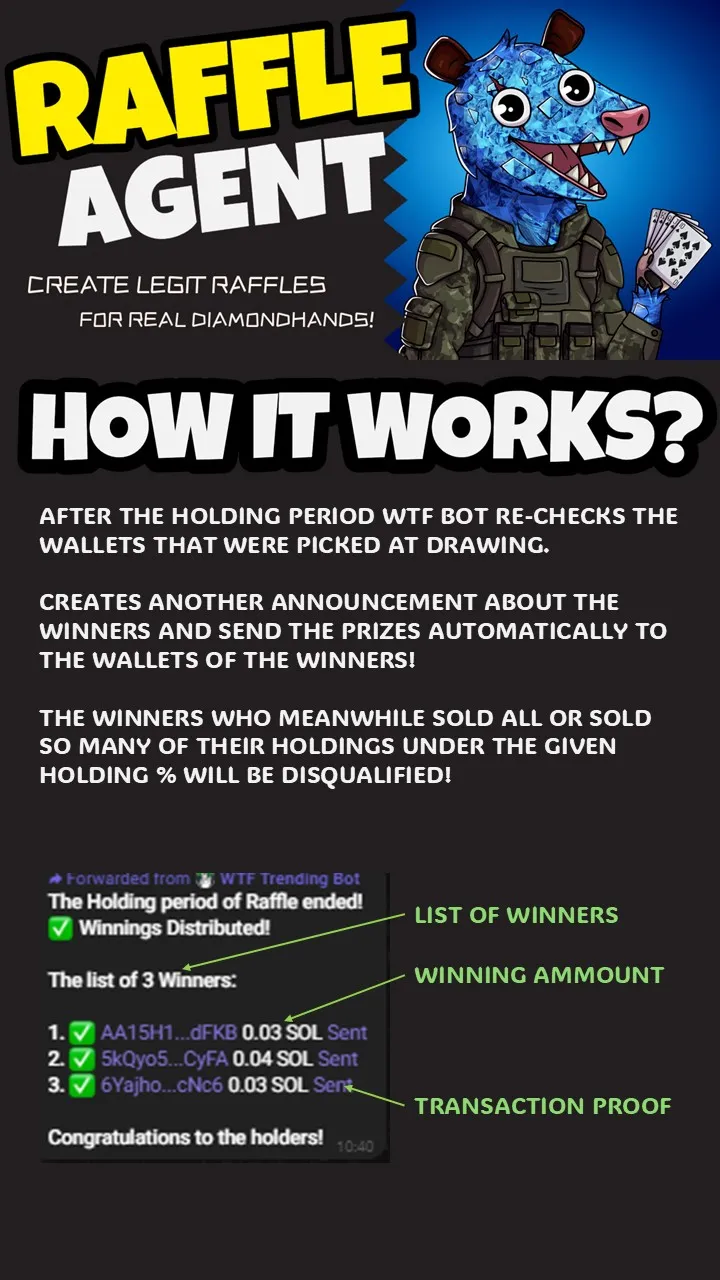 RAFFLE
AGENT
CREATE LEGIT RAFFLES
FOR REAL DIAMONDHANDS!
HOW IT WORKS?
AFTER THE HOLDING PERIOD WTF BOT RE-CHECKS THE
WALLETS THAT WERE PICKED AT DRAWING.
CREATES ANOTHER ANNOUNCEMENT ABOUT THE
WINNERS AND SEND THE PRIZES AUTOMATICALLY TO
THE WALLETS OF THE WINNERS!
THE WINNERS WHO MEANWHILE SOLD ALL OR SOLD
SO MANY OF THEIR HOLDINGS UNDER THE GIVEN
HOLDING % WILL BE DISQUALIFIED!
Forwarded from WTF Trending Bot
The Holding period of Raffle ended!
Winnings Distributed!
The list of 3 Winners:
1. AA15H1...dFKB 0.03 SOL Sent
2. 5kQyo5...CyFA 0.04 SOL Sent
3. 6Yajho...cNc6 0.03 SOL Sent
Congratulations to the holders!
10:40
LIST OF WINNERS
WINNING AMMOUNT
TRANSACTION PROOF